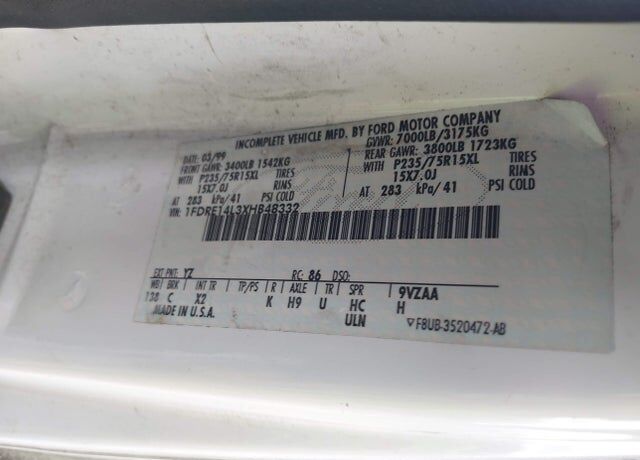 INCOMPLETE VEHICLE MFD. BY FORD MOTOR COMPANY
DATE: 03/99 GVWR: 7000LB/3175KG
FRONT GAWR: 3400LB 1542KG REAR GAWR: 3800LB 1723KG
WITH P235/75R15XL TIRES WITH P235/75R15XL TIRES
15X7.0J RINS 15X7.0J RINS
AT 283 kPa/41 PSI COLD AT 283 kPa/41 PSI COLD
VIN: 1FDRE14L3XHB48332
EXT PNT: YZ RC: 86 DSO:
WB BRK INT TR TP/PS R AXLE TR SPR 9VZAA
138 C X2 K H9 U HC H
MADE IN U.S.A. ULN ▽F8UB-3520472-AB